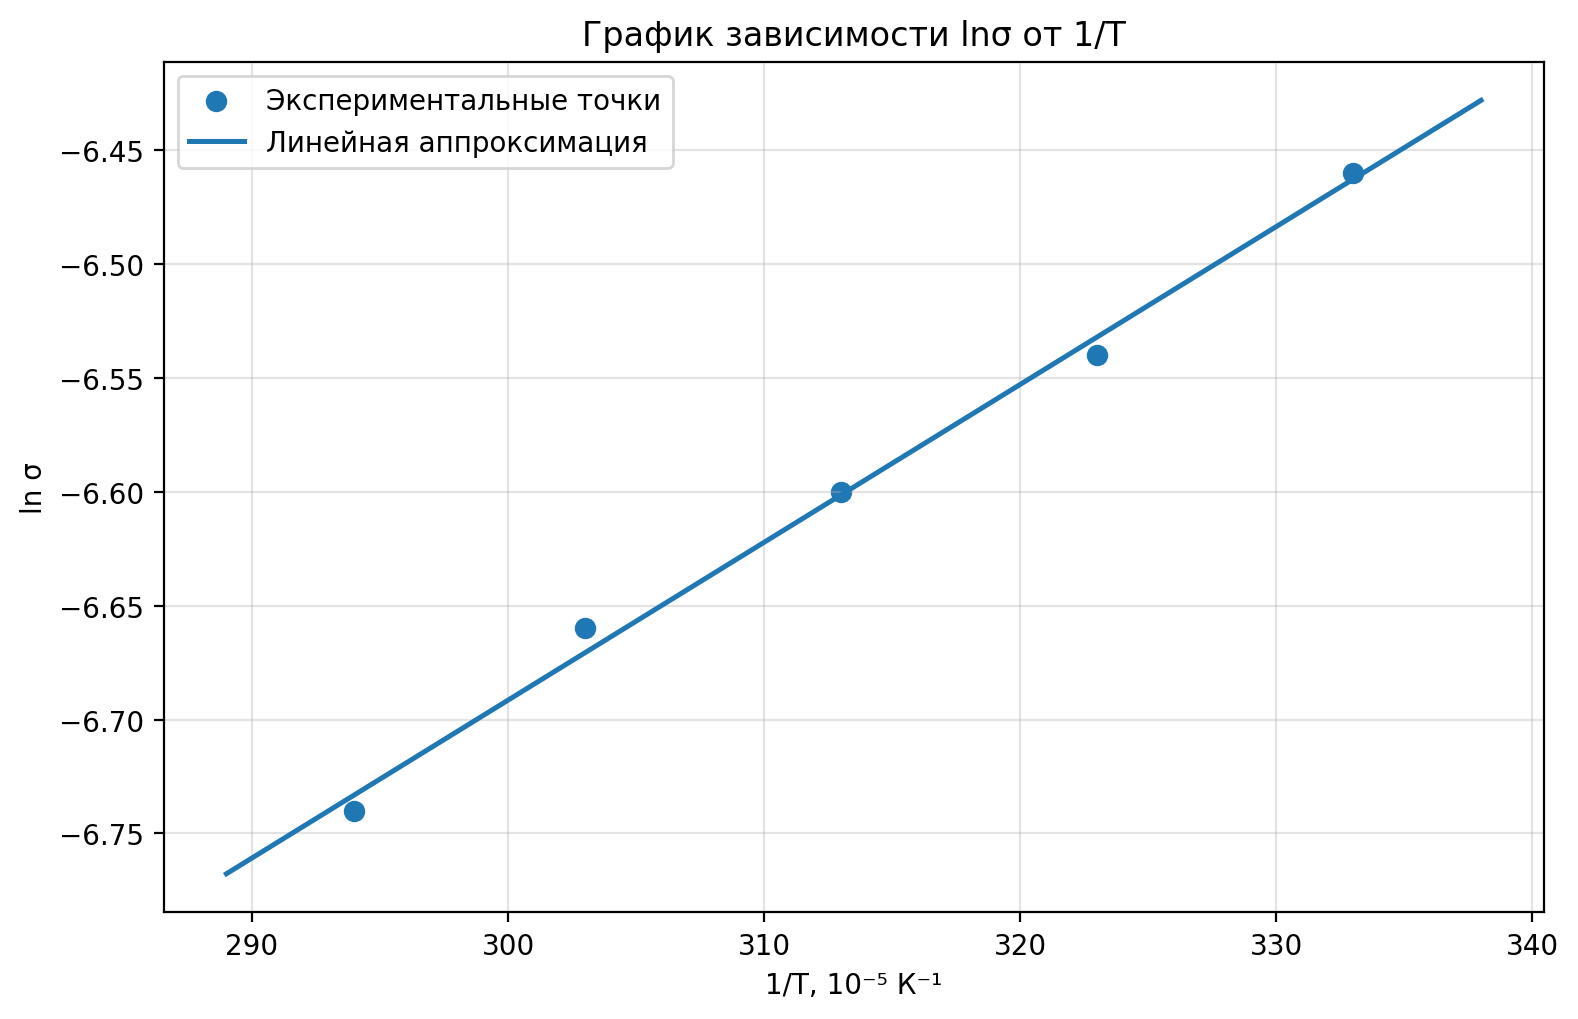 График зависимости lnσ от 1/T
Экспериментальные точки
Линейная аппроксимация
−6.45
−6.50
−6.55
−6.60
−6.65
−6.70
−6.75
ln σ
290 300 310 320 330 340
1/T, 10⁻⁵ К⁻¹